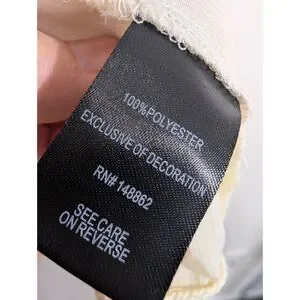 100%POLYESTER
EXCLUSIVE OF DECORATION
RN# 148862
SEE CARE
ON REVERSE